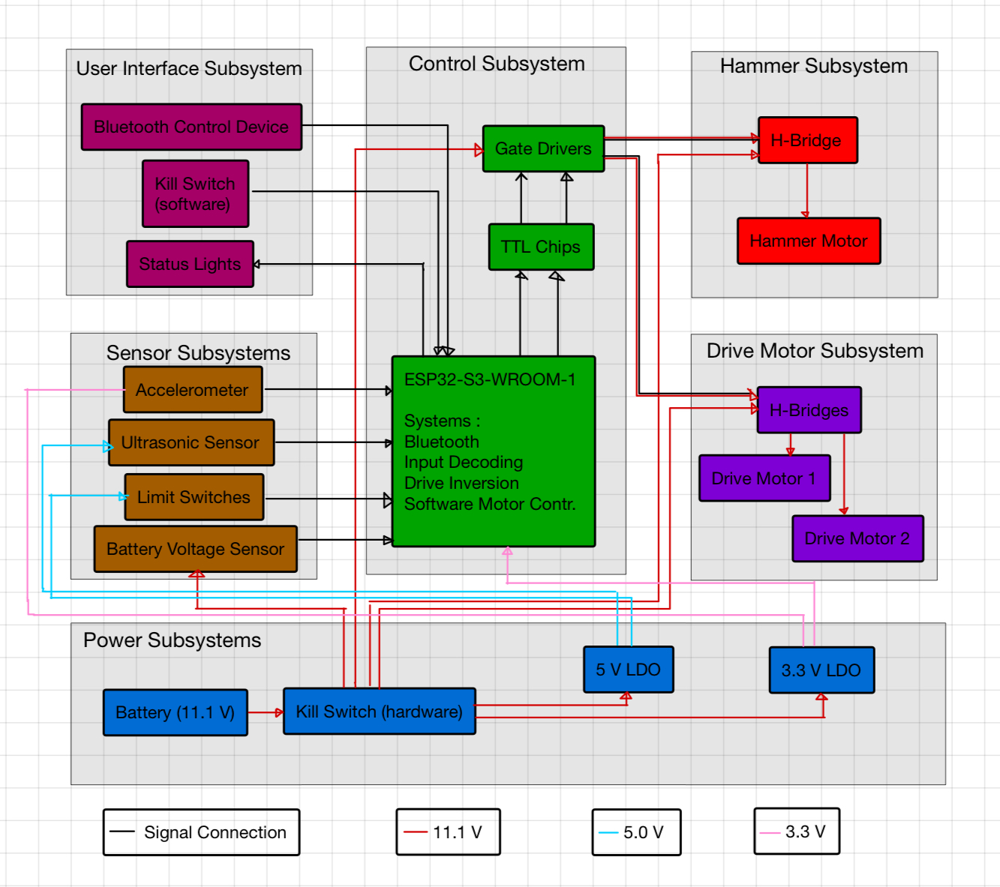 User Interface Subsystem
Bluetooth Control Device
Kill Switch
(software)
Status Lights
Control Subsystem
Gate Drivers
TTL Chips
ESP32-S3-WROOM-1
Systems :
Bluetooth
Input Decoding
Drive Inversion
Software Motor Contr.
Hammer Subsystem
H-Bridge
Hammer Motor
Sensor Subsystems
Accelerometer
Ultrasonic Sensor
Limit Switches
Battery Voltage Sensor
Drive Motor Subsystem
H-Bridges
Drive Motor 1
Drive Motor 2
Power Subsystems
Battery (11.1 V)
Kill Switch (hardware)
5 V LDO
3.3 V LDO
Signal Connection
11.1 V
5.0 V
3.3 V